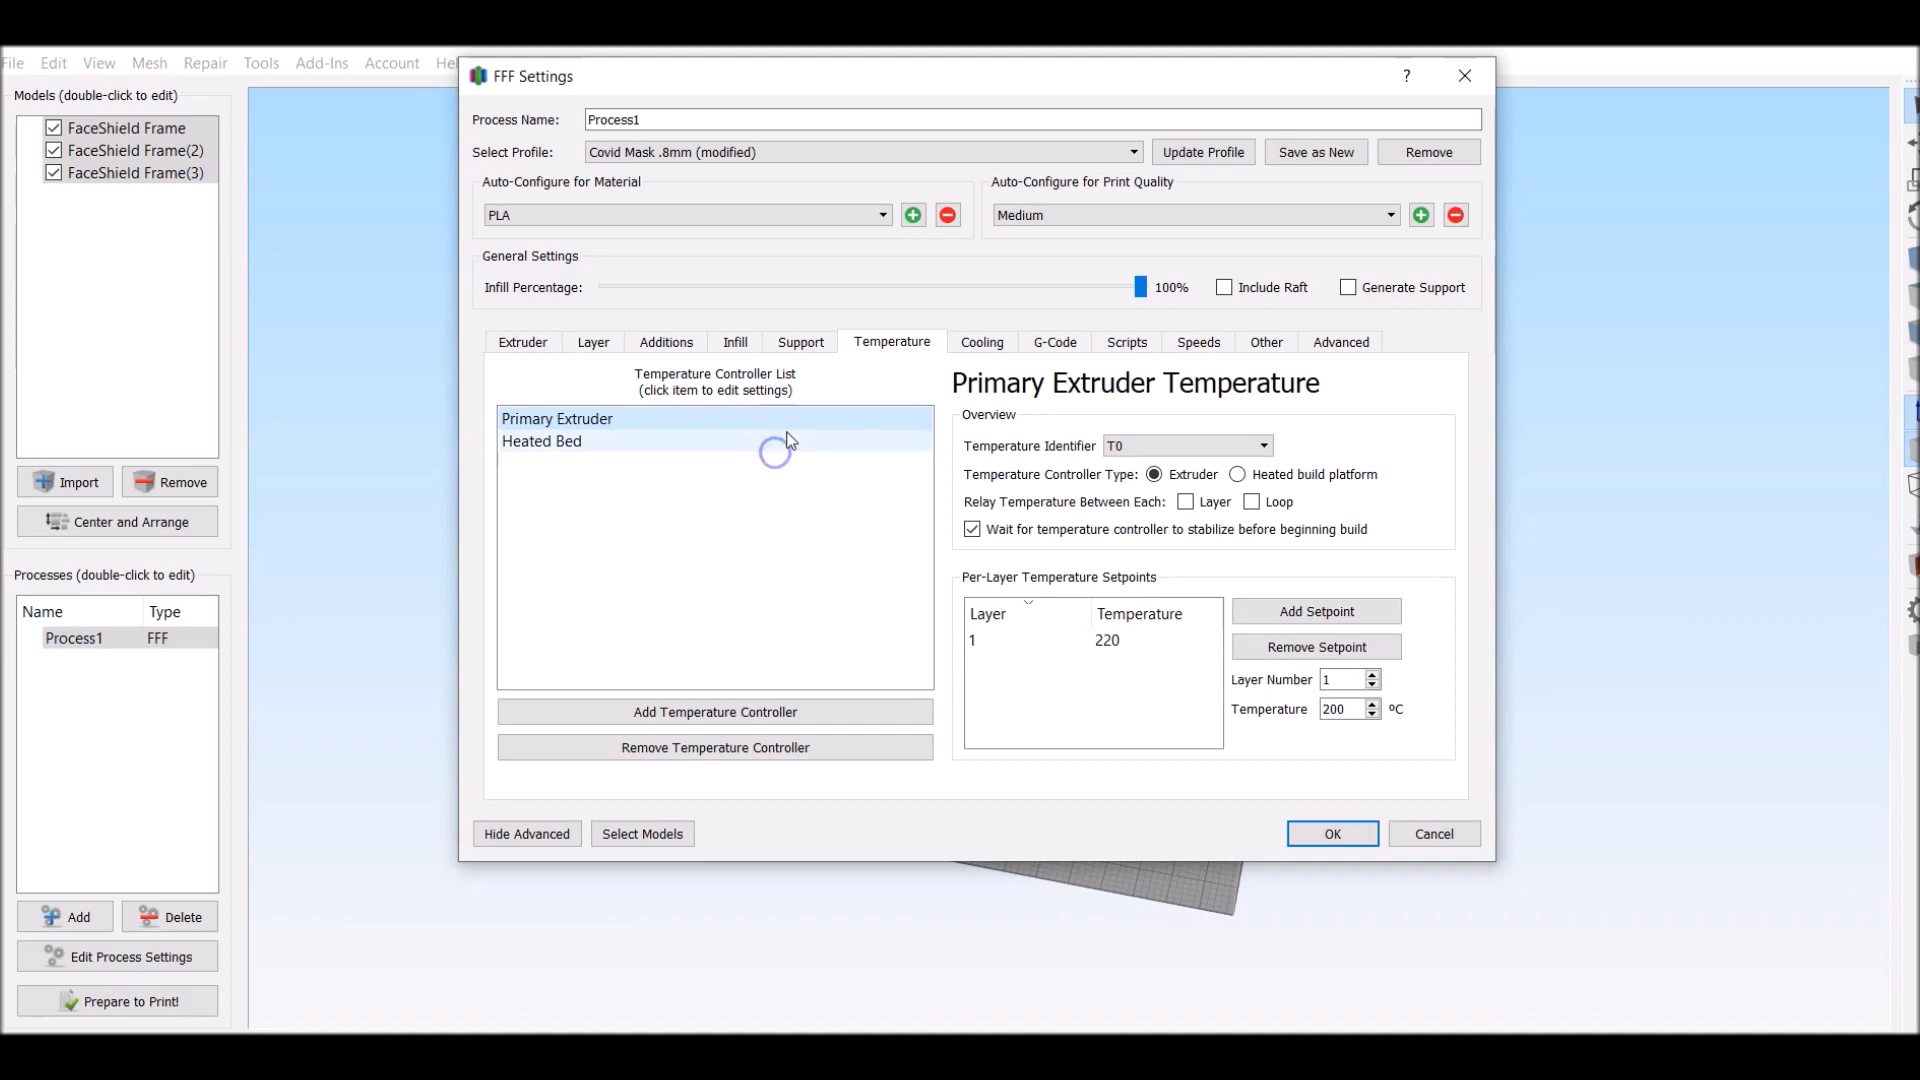 File Edit View Mesh Repair Tools Add-Ins Account
Models (double-click to edit)
FaceShield Frame
FaceShield Frame(2)
FaceShield Frame(3)
Import Remove
Center and Arrange
Processes (double-click to edit)
Name Type
Process1 FFF
Add Delete
Edit Process Settings
Prepare to Print!
FFF Settings ?
Process Name: Process1
Select Profile: Covid Mask .8mm (modified) Update Profile Save as New Remove
Auto-Configure for Material Auto-Configure for Print Quality
PLA Medium
General Settings
Infill Percentage: 100% Include Raft Generate Support
Extruder Layer Additions Infill Support Temperature Cooling G-Code Scripts Speeds Other Advanced
Temperature Controller List
(click item to edit settings)
Primary Extruder
Heated Bed
Add Temperature Controller
Remove Temperature Controller
Primary Extruder Temperature
Overview
Temperature Identifier T0
Temperature Controller Type: Extruder Heated build platform
Relay Temperature Between Each: Layer Loop
Wait for temperature controller to stabilize before beginning build
Per-Layer Temperature Setpoints
Layer Temperature
1 220
Add Setpoint
Remove Setpoint
Layer Number 1
Temperature 200 ºC
Hide Advanced Select Models OK Cancel